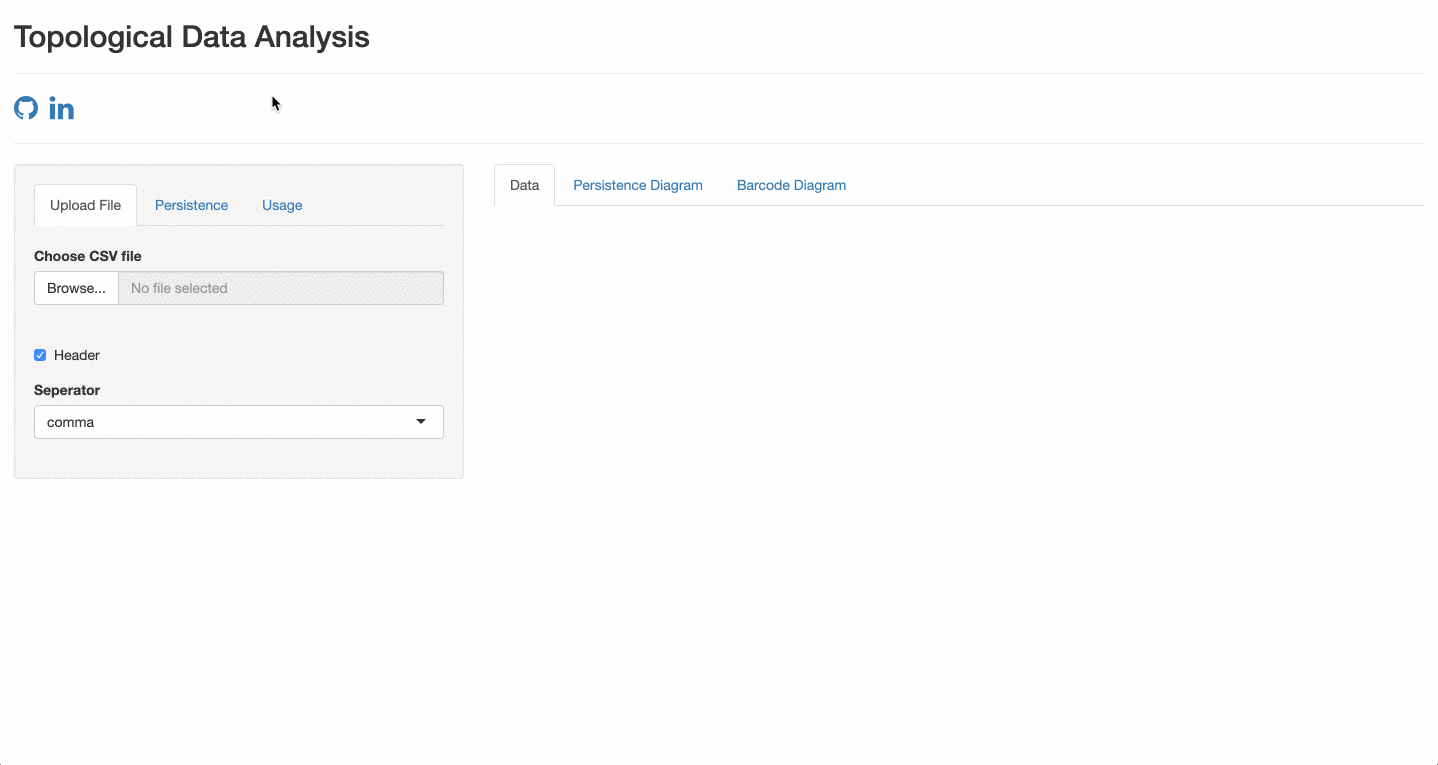 Topological Data Analysis
in
Upload File Persistence Usage
Choose CSV file
Browse... No file selected
Header
Seperator
comma
Data Persistence Diagram Barcode Diagram